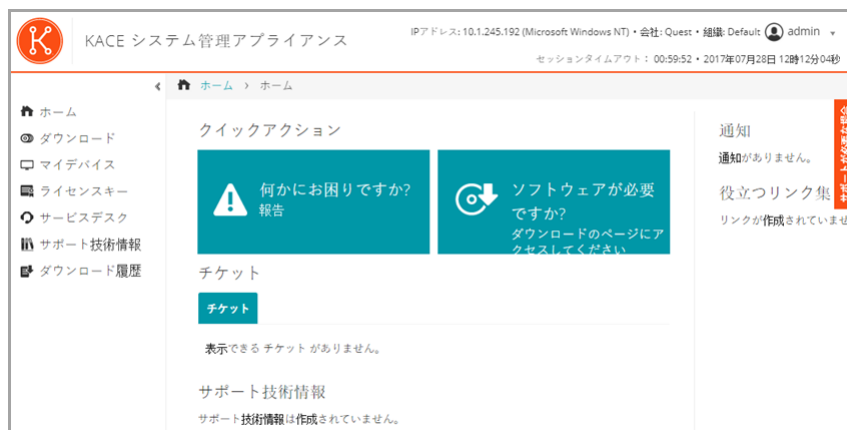 K
KACE システム管理アプライアンス
IPアドレス: 10.1.245.192 (Microsoft Windows NT) • 会社: Quest • 組織: Default admin
セッションタイムアウト : 00:59:52 • 2017年07月28日 12時12分04秒
ホーム > ホーム
ホーム
ダウンロード
マイデバイス
ライセンスキー
サービスデスク
サポート技術情報
ダウンロード履歴
クイックアクション
何かにお困りですか?
報告
ソフトウェアが必要
ですか?
ダウンロードのページにア
クセスしてください
チケット
チケット
表示できる チケット がありません。
サポート技術情報
サポート技術情報は作成されていません。
通知
通知がありません。
役立つリンク集
リンクが作成されていませ